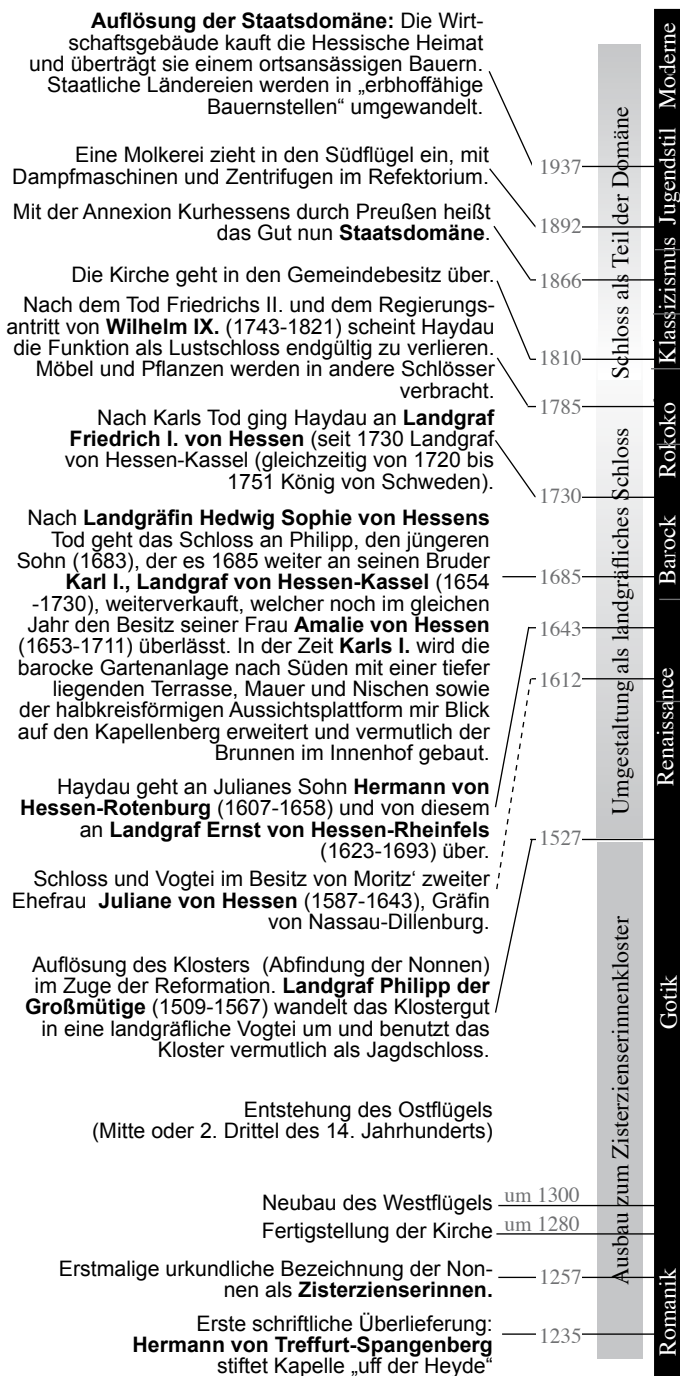 Auflösung der Staatsdomäne: Die Wirt-
schaftsgebäude kauft die Hessische Heimat
und überträgt sie einem ortsansässigen Bauern.
Staatliche Ländereien werden in „erbhoffähige
Bauernstellen“ umgewandelt.
1937
Eine Molkerei zieht in den Südflügel ein, mit
Dampfmaschinen und Zentrifugen im Refektorium.
1892
Mit der Annexion Kurhessens durch Preußen heißt
das Gut nun Staatsdomäne.
1866
Die Kirche geht in den Gemeindebesitz über.
1810
Nach dem Tod Friedrichs II. und dem Regierungs-
antritt von Wilhelm IX. (1743-1821) scheint Haydau
die Funktion als Lustschloss endgültig zu verlieren.
Möbel und Pflanzen werden in andere Schlösser
verbracht.
1785
Nach Karls Tod ging Haydau an Landgraf
Friedrich I. von Hessen (seit 1730 Landgraf
von Hessen-Kassel (gleichzeitig von 1720 bis
1751 König von Schweden).
1730
Nach Landgräfin Hedwig Sophie von Hessens
Tod geht das Schloss an Philipp, den jüngeren
Sohn (1683), der es 1685 weiter an seinen Bruder
Karl I., Landgraf von Hessen-Kassel (1654
-1730), weiterverkauft, welcher noch im gleichen
Jahr den Besitz seiner Frau Amalie von Hessen
(1653-1711) überlässt. In der Zeit Karls I. wird die
barocke Gartenanlage nach Süden mit einer tiefer
liegenden Terrasse, Mauer und Nischen sowie
der halbkreisförmigen Aussichtsplattform mir Blick
auf den Kapellenberg erweitert und vermutlich der
Brunnen im Innenhof gebaut.
1685
1643
1612
Haydau geht an Julianes Sohn Hermann von
Hessen-Rotenburg (1607-1658) und von diesem
an Landgraf Ernst von Hessen-Rheinfels
(1623-1693) über.
1527
Schloss und Vogtei im Besitz von Moritz‘ zweiter
Ehefrau Juliane von Hessen (1587-1643), Gräfin
von Nassau-Dillenburg.
Auflösung des Klosters (Abfindung der Nonnen)
im Zuge der Reformation. Landgraf Philipp der
Großmütige (1509-1567) wandelt das Klostergut
in eine landgräfliche Vogtei um und benutzt das
Kloster vermutlich als Jagdschloss.
Entstehung des Ostflügels
(Mitte oder 2. Drittel des 14. Jahrhunderts)
Neubau des Westflügels
um 1300
Fertigstellung der Kirche
um 1280
Erstmalige urkundliche Bezeichnung der Non-
nen als Zisterzienserinnen.
1257
Erste schriftliche Überlieferung:
Hermann von Treffurt-Spangenberg
stiftet Kapelle „uff der Heyde“
1235
Schloss als Teil der Domäne
Umgestaltung als landgräfliches Schloss
Ausbau zum Zisterzienserinnenkloster
Moderne
Jugendstil
Klassizismus
Rokoko
Barock
Renaissance
Gotik
Romanik